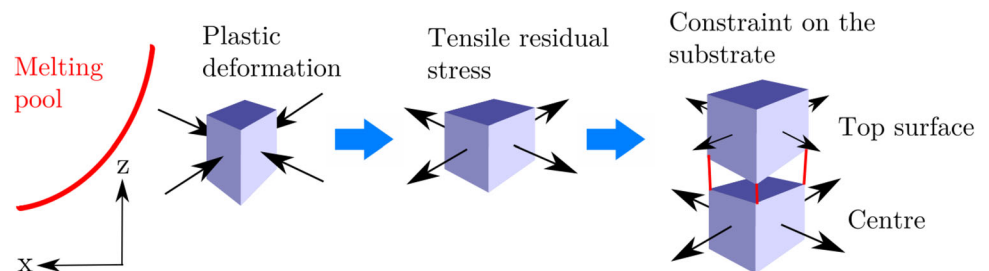 Melting
pool
Plastic
deformation
Tensile residual
stress
Constraint on the
substrate
Top surface
Centre
z
x